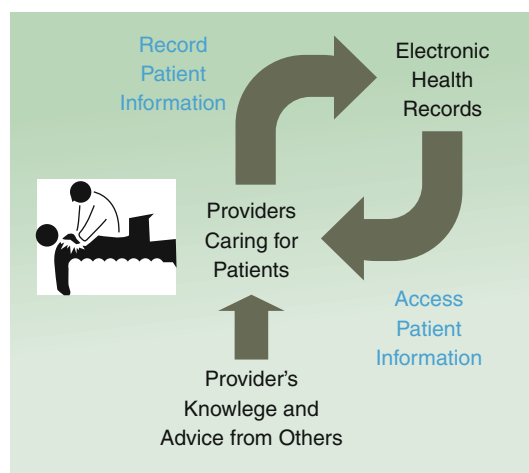 Record
Patient
Information
Electronic
Health
Records
Providers
Caring for
Patients
Access
Patient
Information
Provider's
Knowlege and
Advice from Others